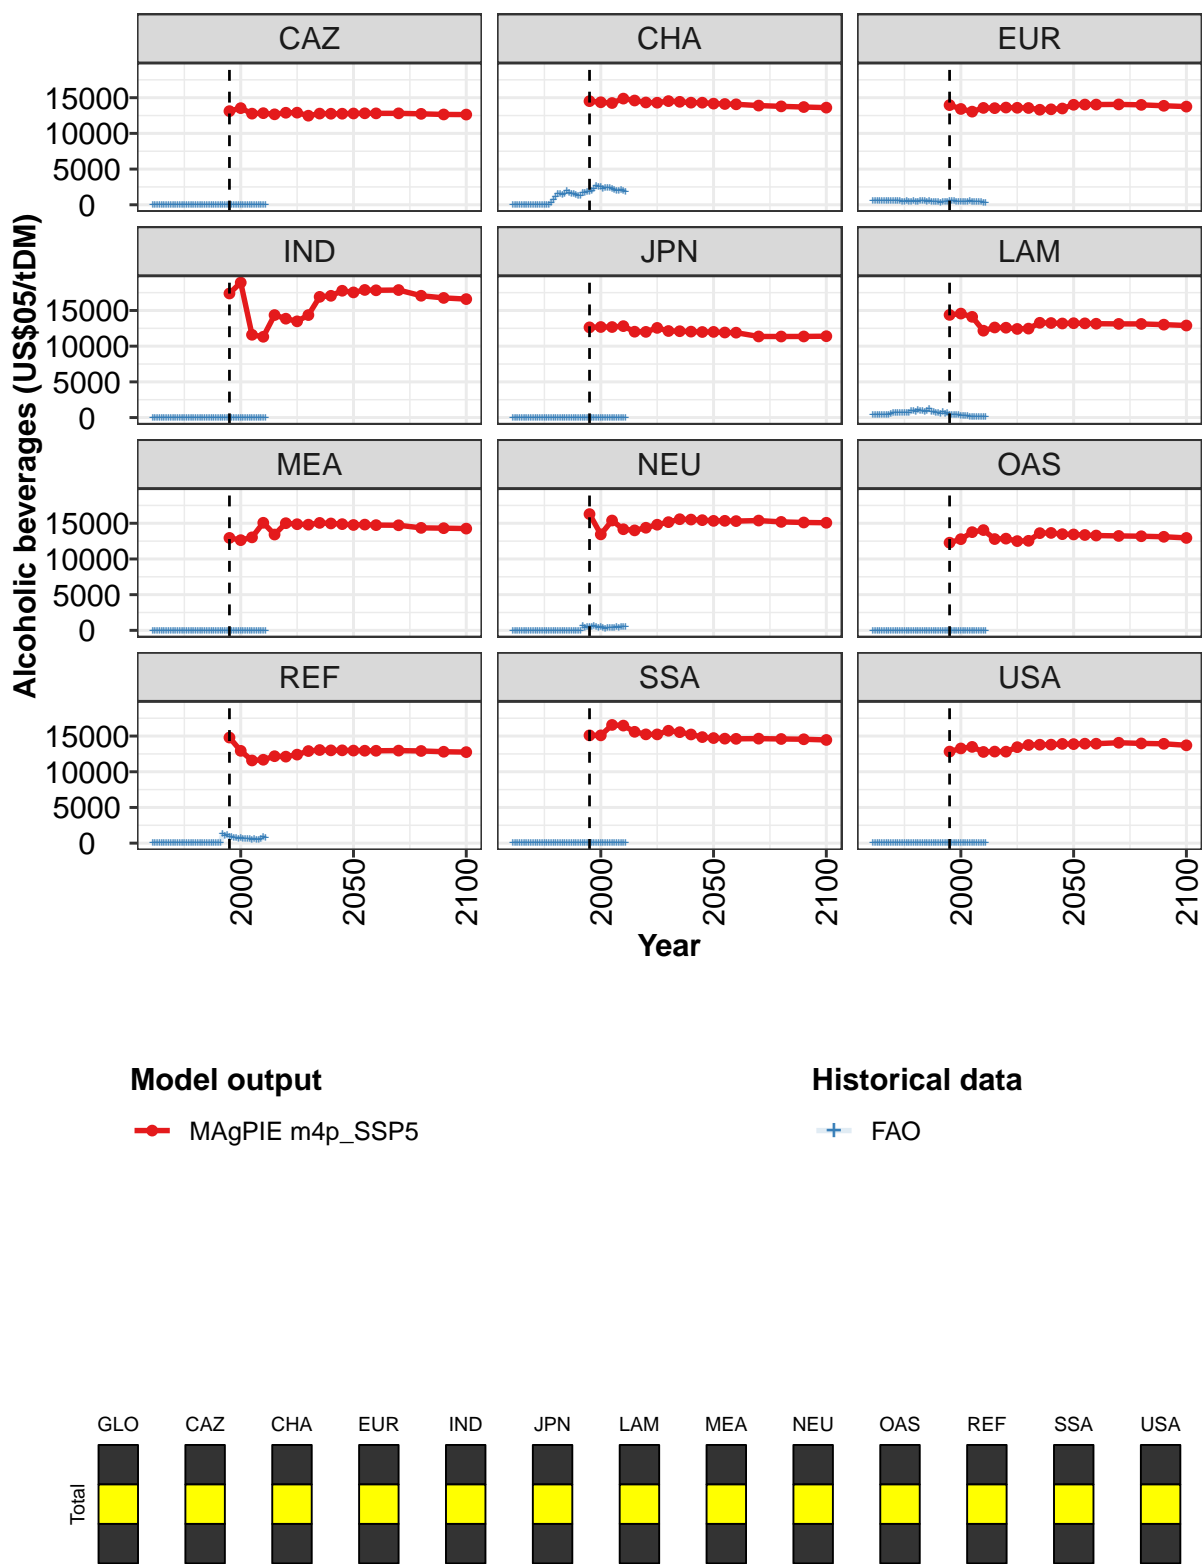 CAZ CHA EUR
15000
10000
5000
0
IND JPN LAM
15000
10000
5000
0
MEA NEU OAS
15000
10000
5000
0
REF SSA USA
15000
10000
5000
0
Alcoholic beverages (US$05/tDM)
2000 2050 2100 2000 2050 2100 2000 2050 2100
Year
Model output
MAgPIE m4p_SSP5
Historical data
FAO
GLO CAZ CHA EUR IND JPN LAM MEA NEU OAS REF SSA USA
Total